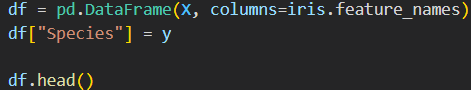 df = pd.DataFrame(X, columns=iris.feature_names)
df["Species"] = y
df.head()